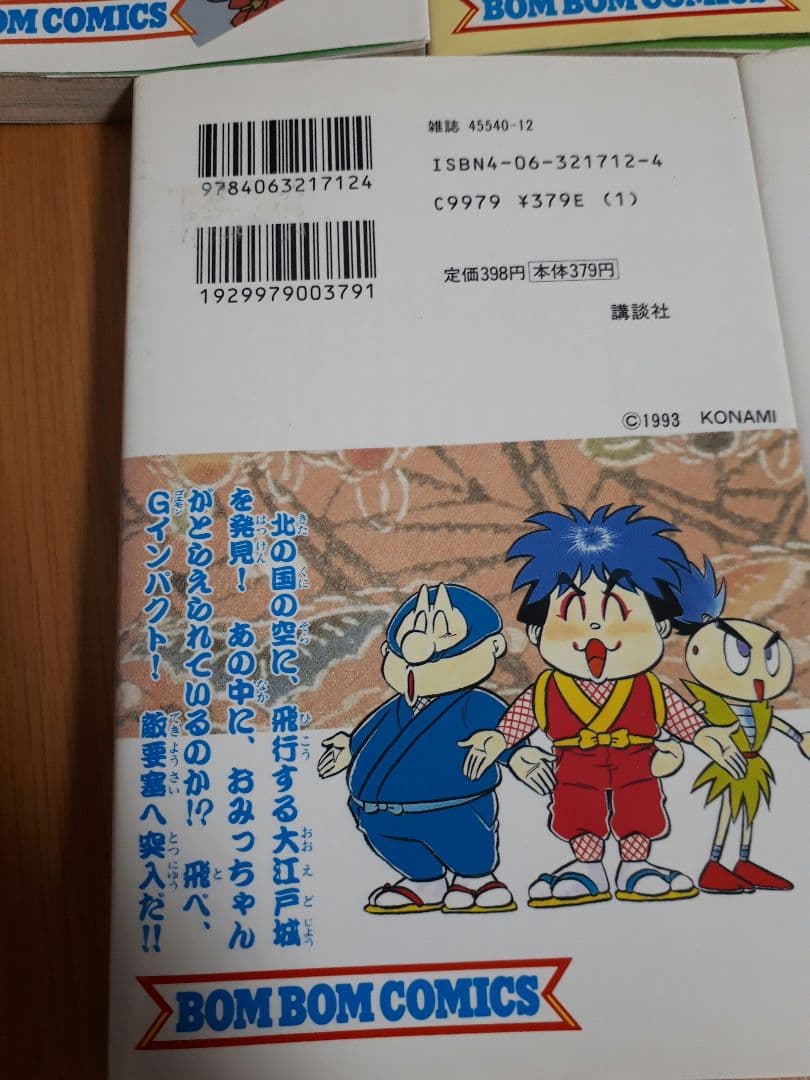 OM COMICS
BOM BOM COMICS
9784063217124
1929979003791
雑誌 45540-12
ISBN4-06-321712-4
C9979 ¥379E (1)
定価398円 本体379円
講談社
©1993 KONAMI
北の国の空に、飛行する大江戸城
を発見! あの中に、おみっちゃん
がとらえられているのか!? 飛べ、
Gインパクト! 敵要塞へ突入だ!!
BOM BOM COMICS